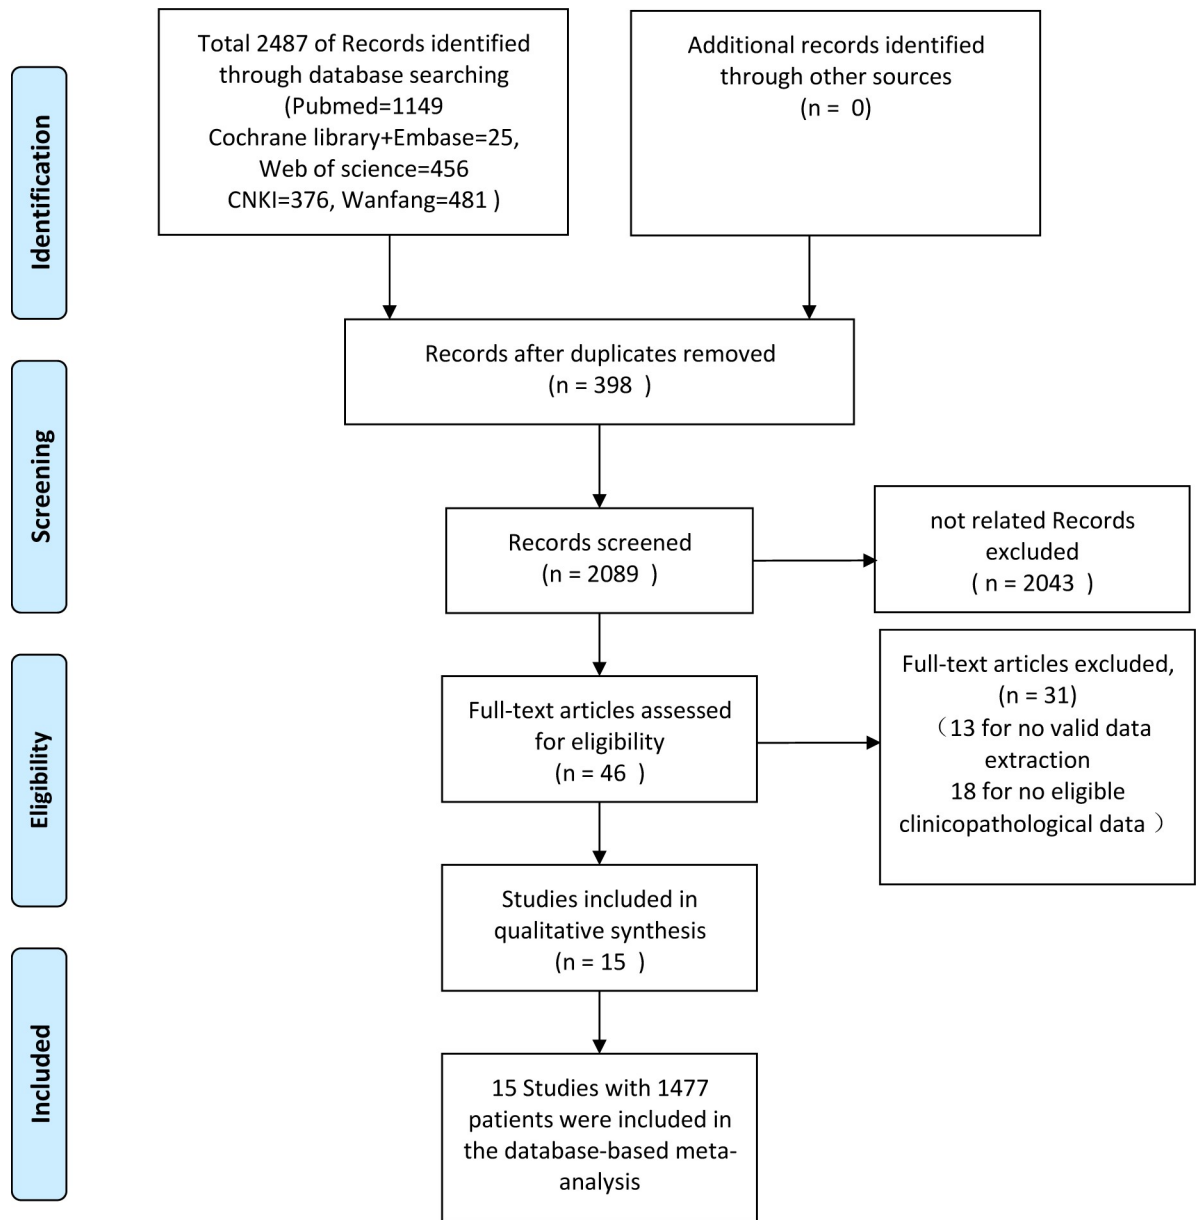 Total 2487 of Records identified
through database searching
(Pubmed=1149
Cochrane library+Embase=25,
Web of science=456
CNKI=376, Wanfang=481 )
Additional records identified
through other sources
(n =  0)
Identification
Records after duplicates removed
(n = 398  )
Screening
Records screened
(n = 2089  )
not related Records
excluded
( n = 2043  )
Eligibility
Full-text articles assessed
for eligibility
(n = 46  )
Full-text articles excluded,
(n = 31)
（13 for no valid data
extraction
18 for no eligible
clinicopathological data ）
Studies included in
qualitative synthesis
(n = 15  )
Included
15 Studies with 1477
patients were included in
the database-based meta-
analysis